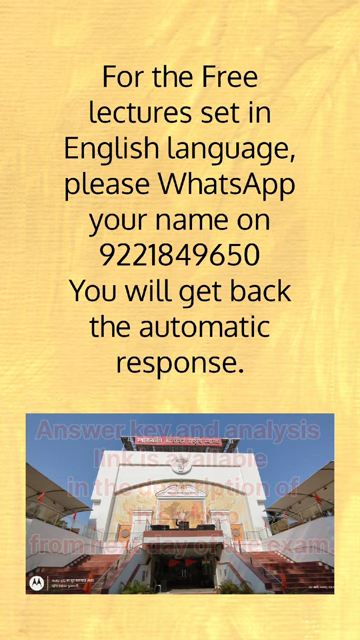 For the Free
lectures set in
English language,
please WhatsApp
your name on
9221849650
You will get back
the automatic
response.
Answer key and analysis
link is available
in the description of
from next day of the exam